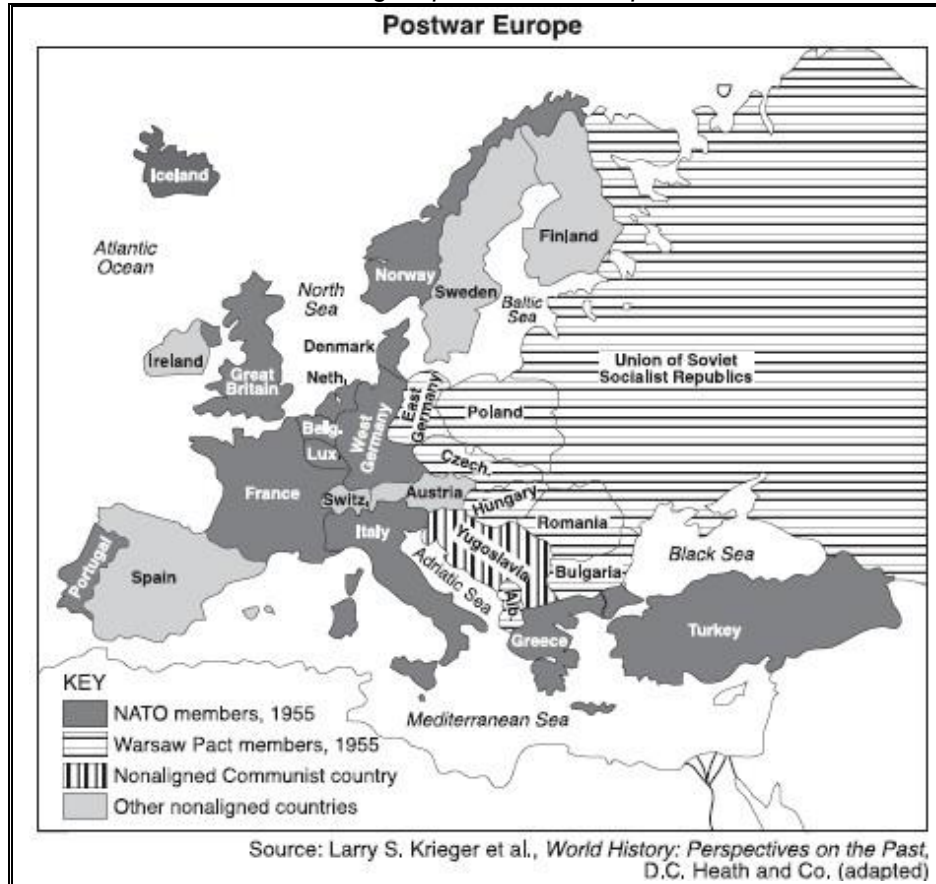 Postwar Europe
Iceland
Atlantic
Ocean
Norway
Finland
Sweden
North
Sea
Baltic
Sea
Denmark
Ireland
Great
Britain
Neth.
Union of Soviet
Socialist Republics
East
Germany
Poland
Belg.
West
Germany
Lux.
Czech.
France
Switz.
Austria
Hungary
Romania
Italy
Yugoslavia
Black Sea
Adriatic Sea
Bulgaria
Portugal
Spain
Alb.
Greece
Turkey
Mediterranean Sea
KEY
NATO members, 1955
Warsaw Pact members, 1955
Nonaligned Communist country
Other nonaligned countries
Source: Larry S. Krieger et al., World History: Perspectives on the Past,
D.C. Heath and Co. (adapted)